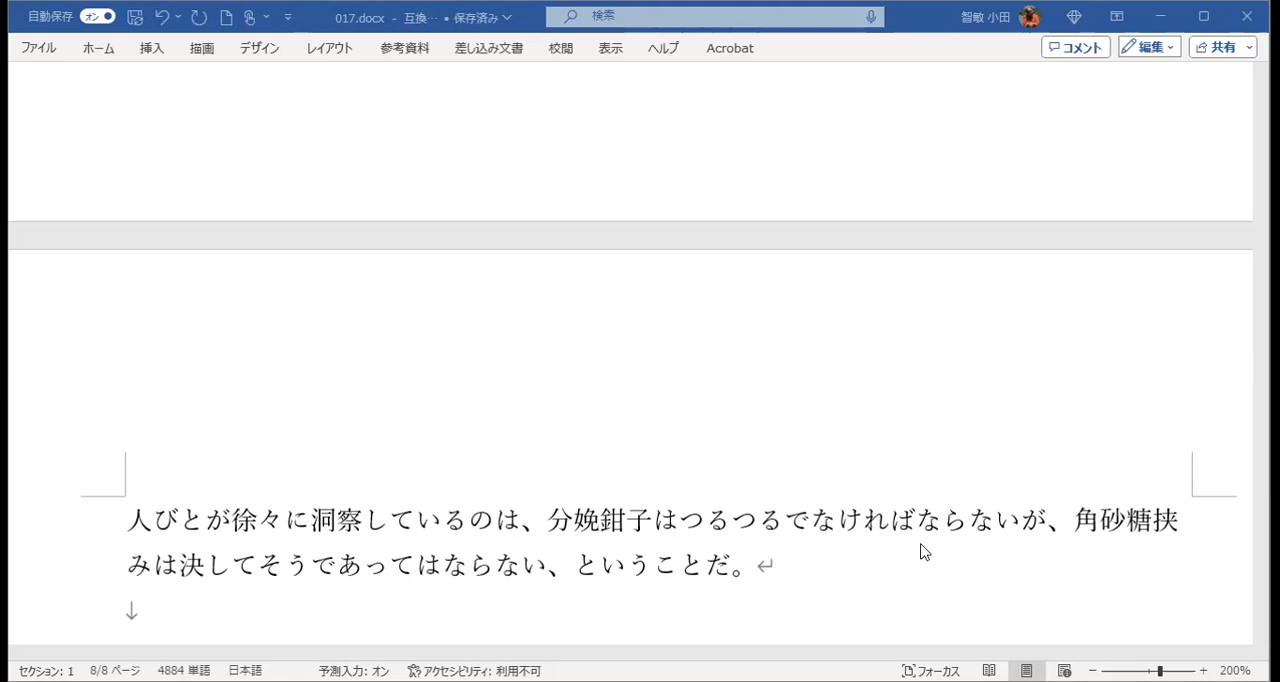 自動保存 オン 017.docx - 互換… • 保存済み 検索 智敏 小田
ファイル ホーム 挿入 描画 デザイン レイアウト 参考資料 差し込み文書 校閲 表示 ヘルプ Acrobat コメント 編集 共有
人びとが徐々に洞察しているのは、分娩鉗子はつるつるでなければならないが、角砂糖挟
みは決してそうであってはならない、ということだ。
セクション: 1 8/8 ページ 4884 単語 日本語 予測入力: オン アクセシビリティ: 利用不可 フォーカス 200%